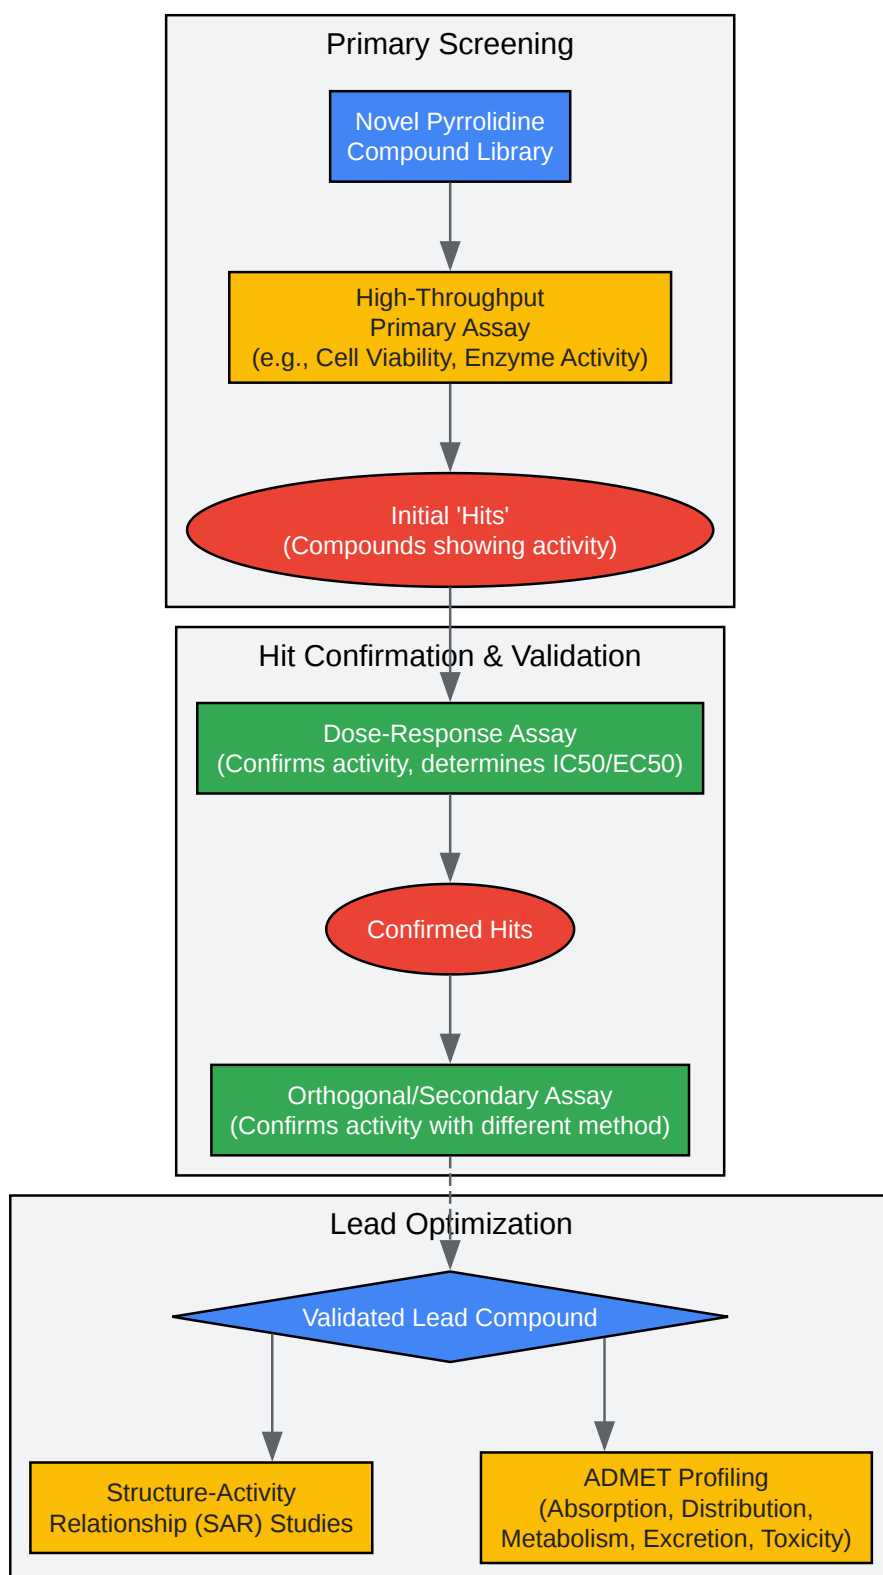 Primary Screening
Novel Pyrrolidine
Compound Library
High-Throughput
Primary Assay
(e.g., Cell Viability, Enzyme Activity)
Initial 'Hits'
(Compounds showing activity)
Hit Confirmation & Validation
Dose-Response Assay
(Confirms activity, determines IC50/EC50)
Confirmed Hits
Orthogonal/Secondary Assay
(Confirms activity with different method)
Lead Optimization
Validated Lead Compound
Structure-Activity
Relationship (SAR) Studies
ADMET Profiling
(Absorption, Distribution,
Metabolism, Excretion, Toxicity)